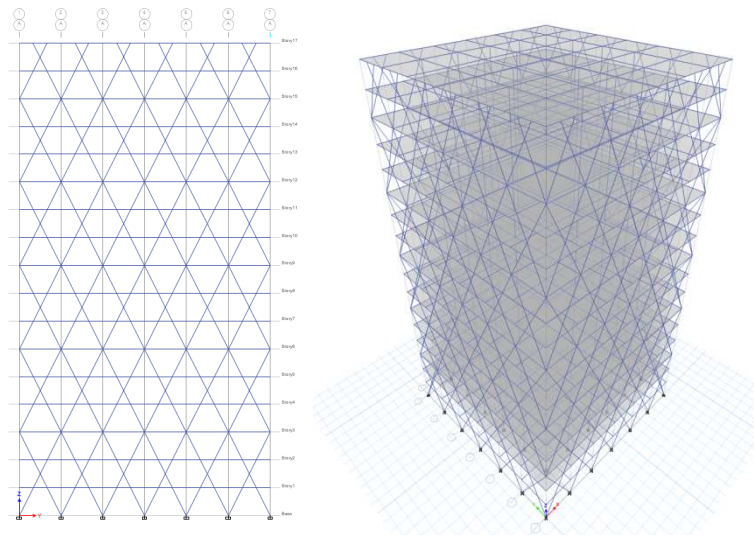 1 2 3 4 5 6 7
A A A A A A A
Story17
Story16
Story15
Story14
Story13
Story12
Story11
Story10
Story9
Story8
Story7
Story6
Story5
Story4
Story3
Story2
Story1
Base
Z
Y